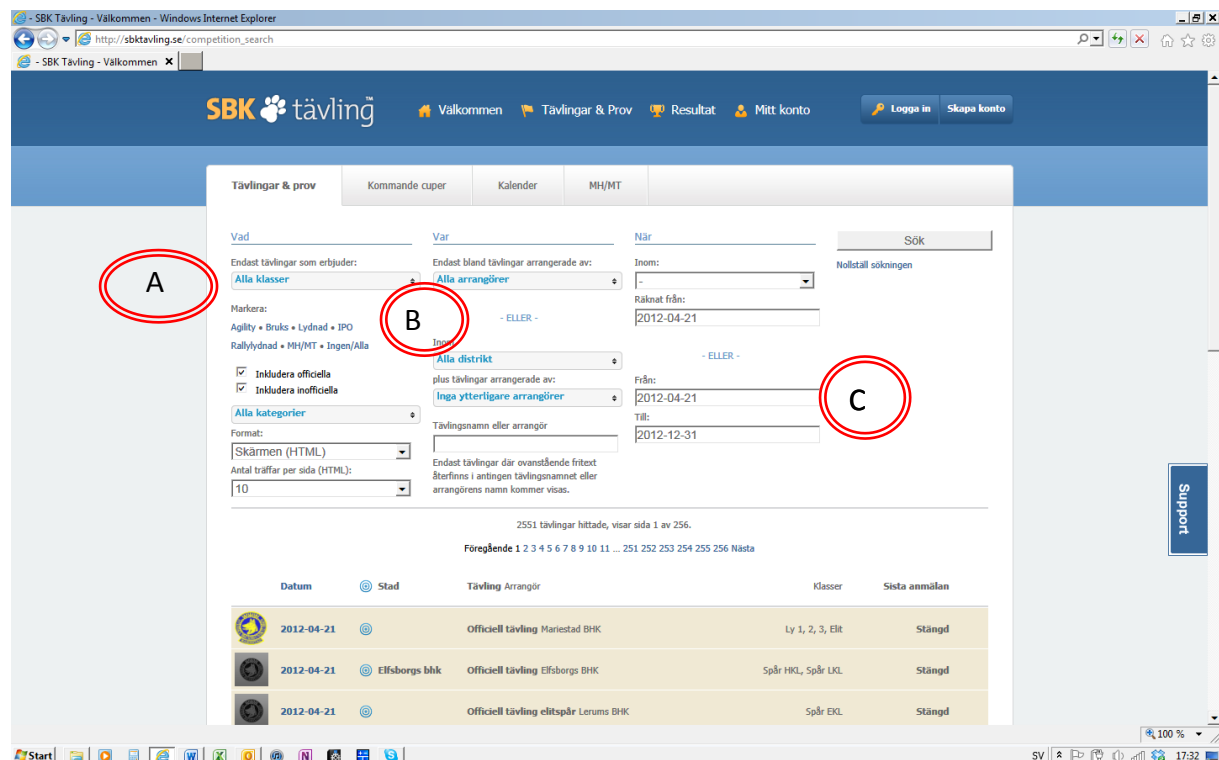 - SBK Tävling - Välkommen - Windows Internet Explorer
http://sbktavling.se/competition_search
- SBK Tävling - Välkommen
SBK tävling™
Välkommen Tävlingar & Prov Resultat Mitt konto Logga in Skapa konto
Tävlingar & prov Kommande cuper Kalender MH/MT
Vad Var När Sök
Endast tävlingar som erbjuder: Endast bland tävlingar arrangerade av: Inom: Nollställ sökningen
A Alla klasser Alla arrangörer -
Markera: Räknat från:
B - ELLER - 2012-04-21
Agility • Bruks • Lydnad • IPO
Rallylydnad • MH/MT • Ingen/Alla Inom:
Alla distrikt - ELLER -
Inkludera officiella plus tävlingar arrangerade av: Från:
Inkludera inofficiella Inga ytterligare arrangörer 2012-04-21 C
Alla kategorier Till:
Format: Tävlingsnamn eller arrangör 2012-12-31
Skärmen (HTML)
Antal träffar per sida (HTML): Endast tävlingar där ovanstående fritext
återfinns i antingen tävlingsnamnet eller
10 arrangörens namn kommer visas.
Support
2551 tävlingar hittade, visar sida 1 av 256.
Föregående 1 2 3 4 5 6 7 8 9 10 11 ... 251 252 253 254 255 256 Nästa
Datum Stad Tävling Arrangör Klasser Sista anmälan
2012-04-21 Officiell tävling Mariestad BHK Ly 1, 2, 3, Elit Stängd
2012-04-21 Elfsborgs bhk Officiell tävling Elfsborgs BHK Spår HKL, Spår LKL Stängd
2012-04-21 Officiell tävling elitspår Lerums BHK Spår EKL Stängd
100 %
Start SV 17:32